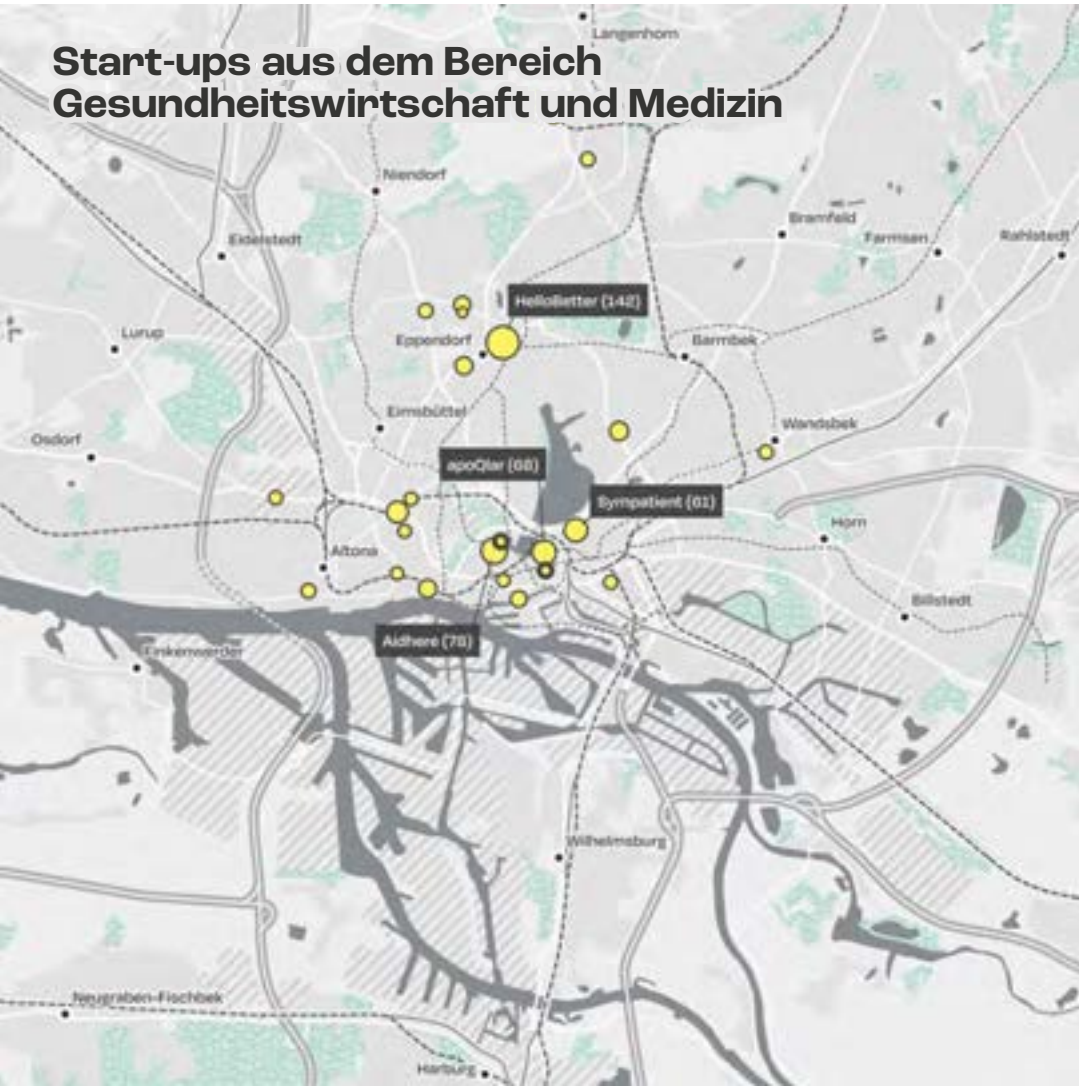 Start-ups aus dem Bereich
Gesundheitswirtschaft und Medizin
Langenhorn
Niendorf
Bramfeld
Eidelstedt
Farmsen
Rahlstedt
HelloBetter (142)
Lurup
Eppendorf
Barmbek
Eimsbüttel
Wandsbek
Osdorf
apoQlar (68)
Sympatient (61)
Horn
Altona
Billstedt
Aidhere (78)
Finkenwerder
Wilhelmsburg
Neugraben-Fischbek
Harburg